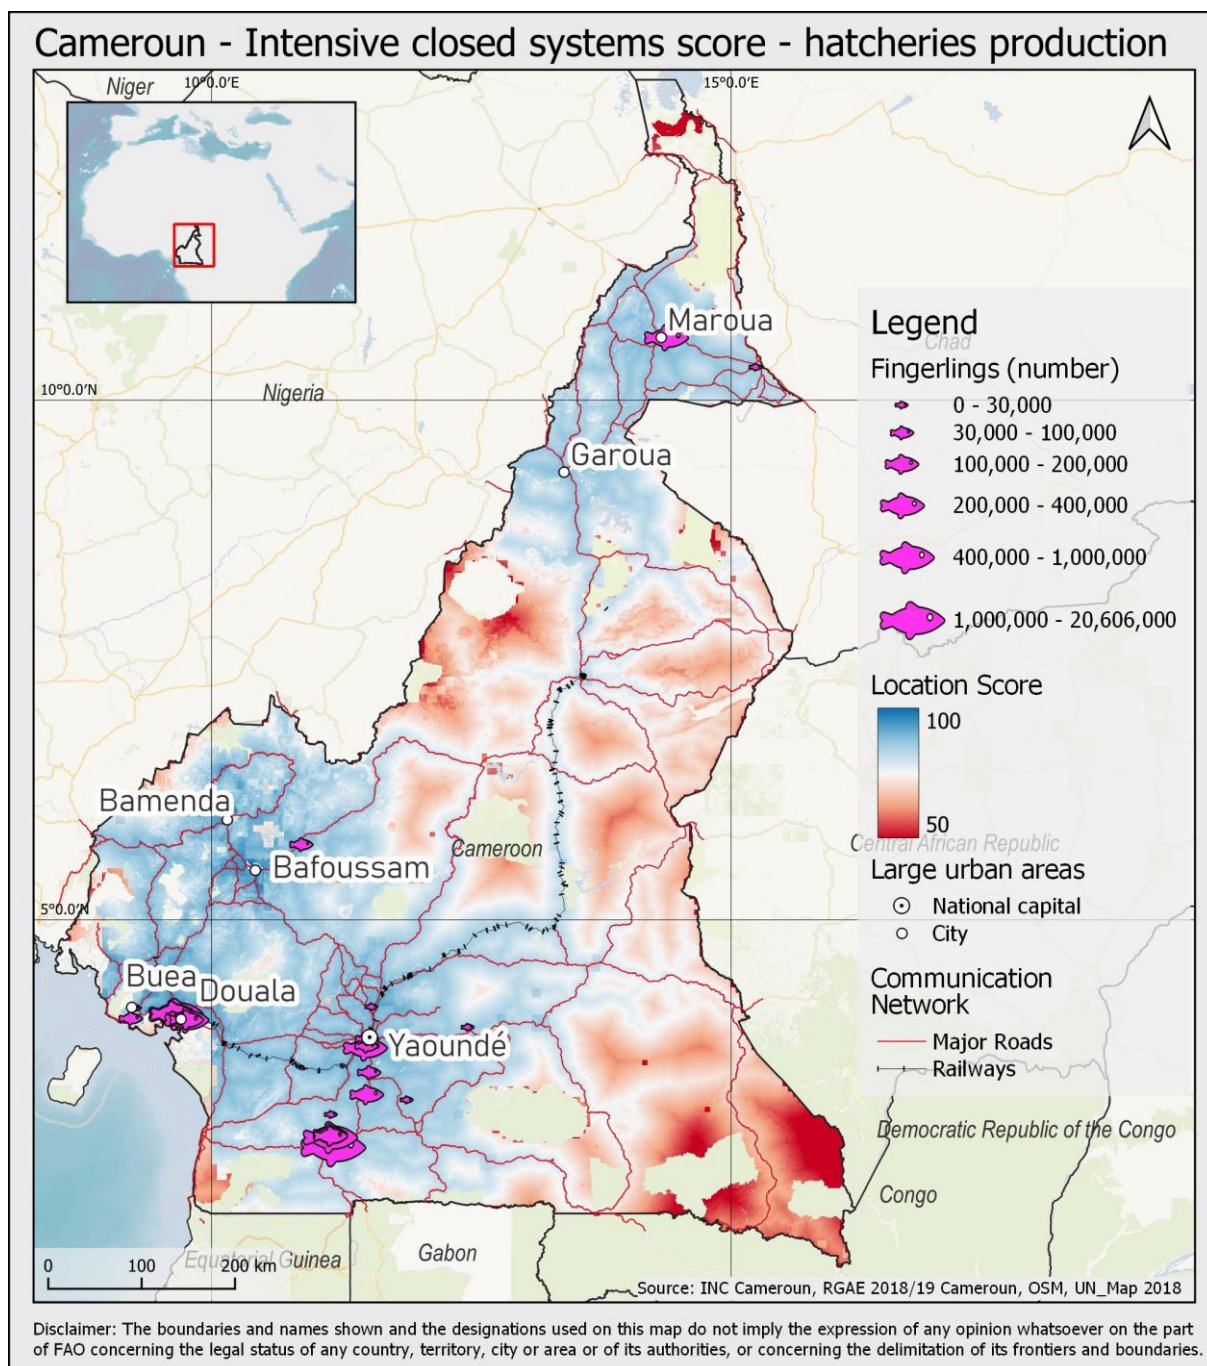 Cameroun - Intensive closed systems score - hatcheries production
Niger
10°0.0'E
15°0.0'E
Maroua
10°0.0'N
Nigeria
Chad
Garoua
Legend
Fingerlings (number)
0 - 30,000
30,000 - 100,000
100,000 - 200,000
200,000 - 400,000
400,000 - 1,000,000
1,000,000 - 20,606,000
Location Score
100
50
Bamenda
Bafoussam
Cameroon
Central African Republic
5°0.0'N
Large urban areas
National capital
City
Buea
Douala
Yaoundé
Communication
Network
Major Roads
Railways
Democratic Republic of the Congo
Congo
Equatorial Guinea
Gabon
0 100 200 km
Source: INC Cameroun, RGAE 2018/19 Cameroun, OSM, UN_Map 2018
Disclaimer: The boundaries and names shown and the designations used on this map do not imply the expression of any opinion whatsoever on the part
of FAO concerning the legal status of any country, territory, city or area or of its authorities, or concerning the delimitation of its frontiers and boundaries.